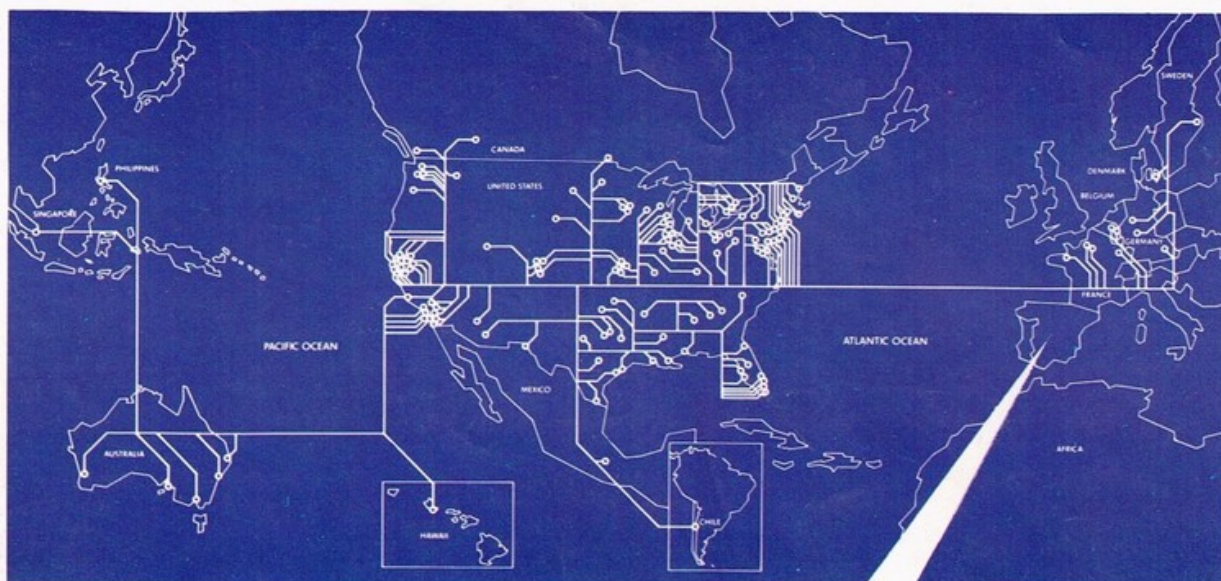 SWEDEN
CANADA
PHILIPPINES
DENMARK
UNITED STATES
BELGIUM
SINGAPORE
GERMANY
FRANCE
PACIFIC OCEAN
ATLANTIC OCEAN
MEXICO
AUSTRALIA
AFRICA
CHILE
HAWAII